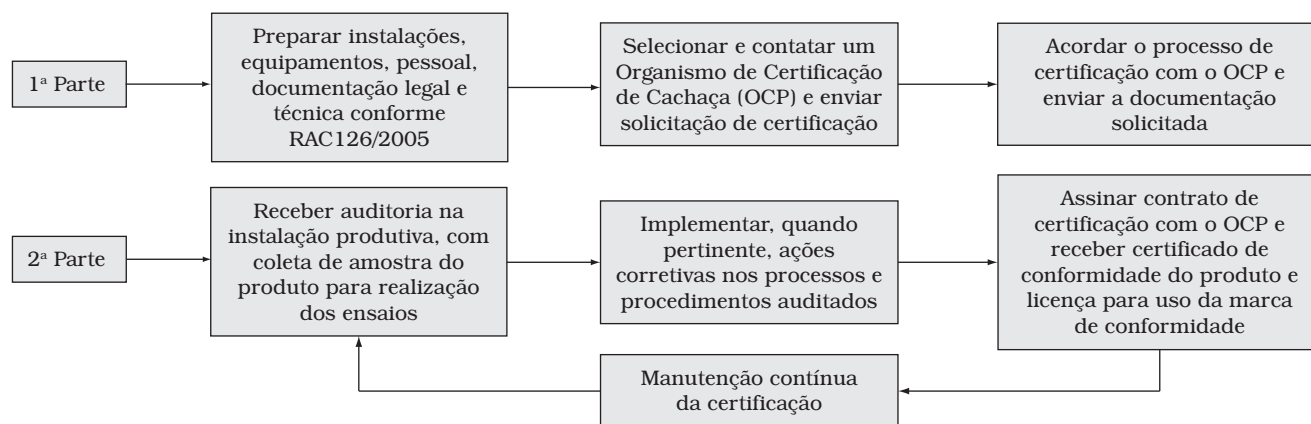 1ª Parte
Preparar instalações,
equipamentos, pessoal,
documentação legal e
técnica conforme
RAC126/2005
Selecionar e contatar um
Organismo de Certificação
de Cachaça (OCP) e enviar
solicitação de certificação
Acordar o processo de
certificação com o OCP e
enviar a documentação
solicitada
2ª Parte
Receber auditoria na
instalação produtiva, com
coleta de amostra do
produto para realização
dos ensaios
Implementar, quando
pertinente, ações
corretivas nos processos e
procedimentos auditados
Assinar contrato de
certificação com o OCP e
receber certificado de
conformidade do produto e
licença para uso da marca
de conformidade
Manutenção contínua
da certificação